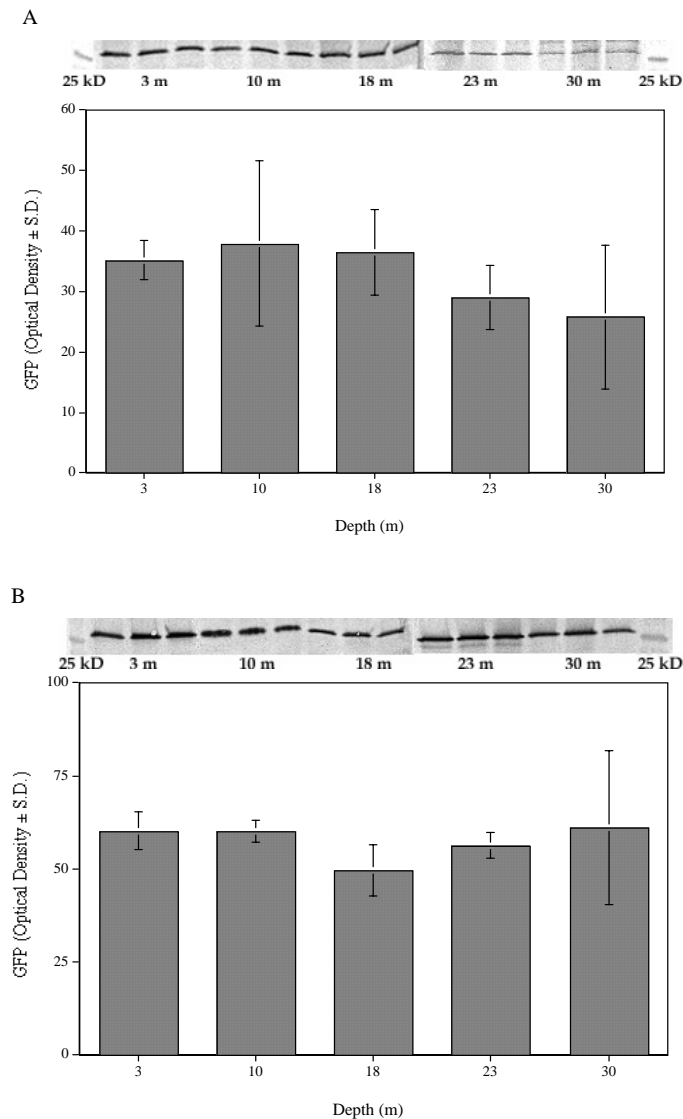 A
25 kD 3 m 10 m 18 m 23 m 30 m 25 kD
60
50
40
30
20
10
0
GFP (Optical Density ± S.D.)
3 10 18 23 30
Depth (m)
B
25 kD 3 m 10 m 18 m 23 m 30 m 25 kD
100
75
50
25
0
GFP (Optical Density ± S.D.)
3 10 18 23 30
Depth (m)